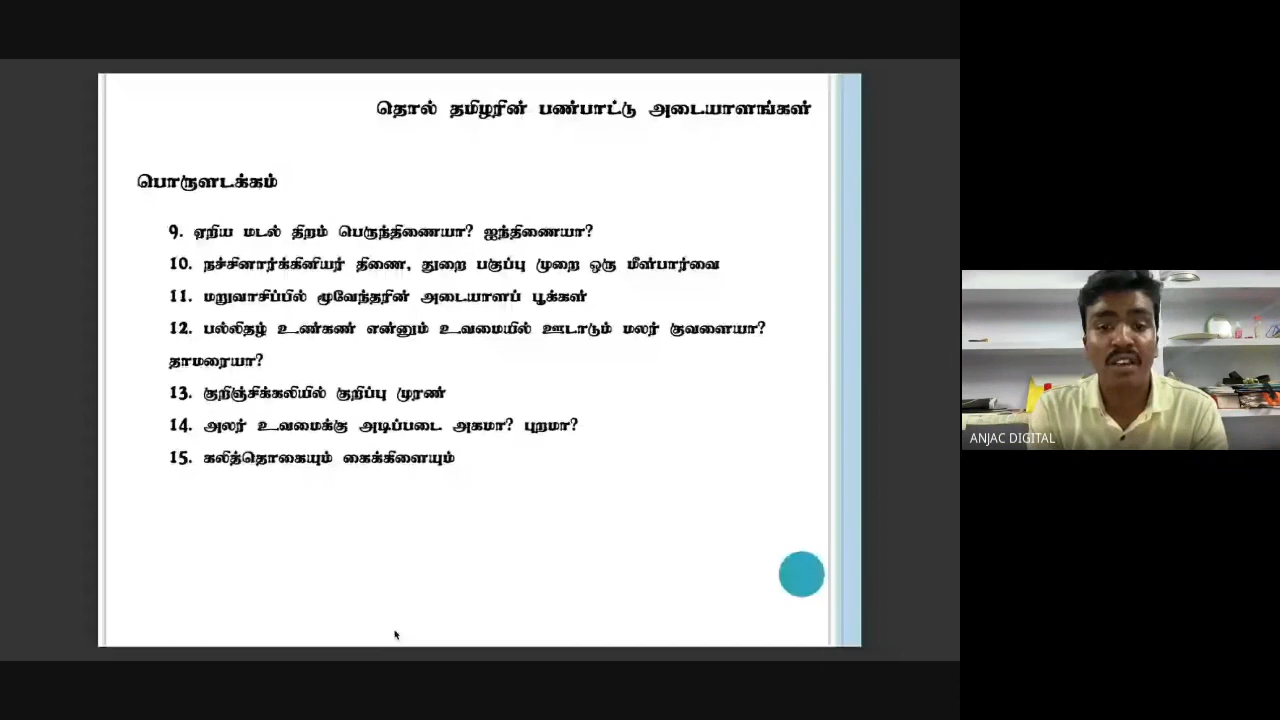 தொல் தமிழரின் பண்பாட்டு அடையாளங்கள்
பொருளடக்கம்
9. ஏறிய மடல் திறம் பெருந்திணையா? ஐந்திணையா?
10. நச்சினார்க்கினியர் திணை, துறை பகுப்பு முறை ஒரு மீள்பார்வை
11. மறுவாசிப்பில் மூவேந்தரின் அடையாளப் பூக்கள்
12. பல்லிதழ் உண்கண் என்னும் உவமையில் ஊடாடும் மலர் குவளையா?
தாமரையா?
13. குறிஞ்சிக்கலியில் குறிப்பு முரண்
14. அலர் உவமைக்கு அடிப்படை அகமா? புறமா?
15. கலித்தொகையும் கைக்கிளையும்
ANJAC DIGITAL